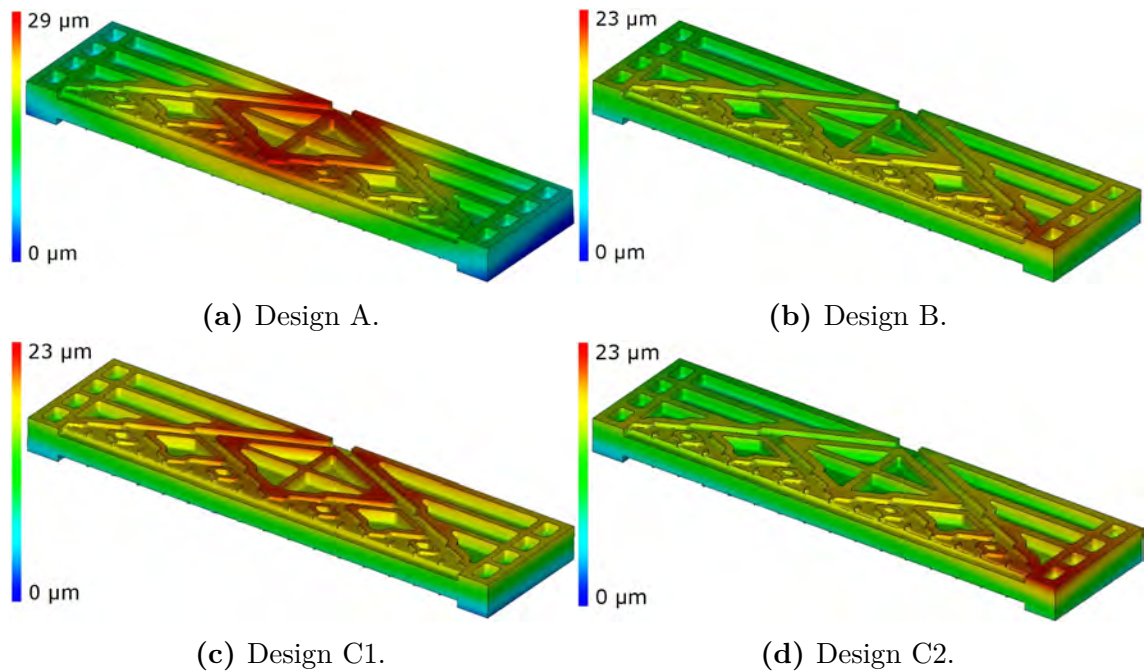 29 µm
0 µm
(a) Design A.
23 µm
0 µm
(b) Design B.
23 µm
0 µm
(c) Design C1.
23 µm
0 µm
(d) Design C2.